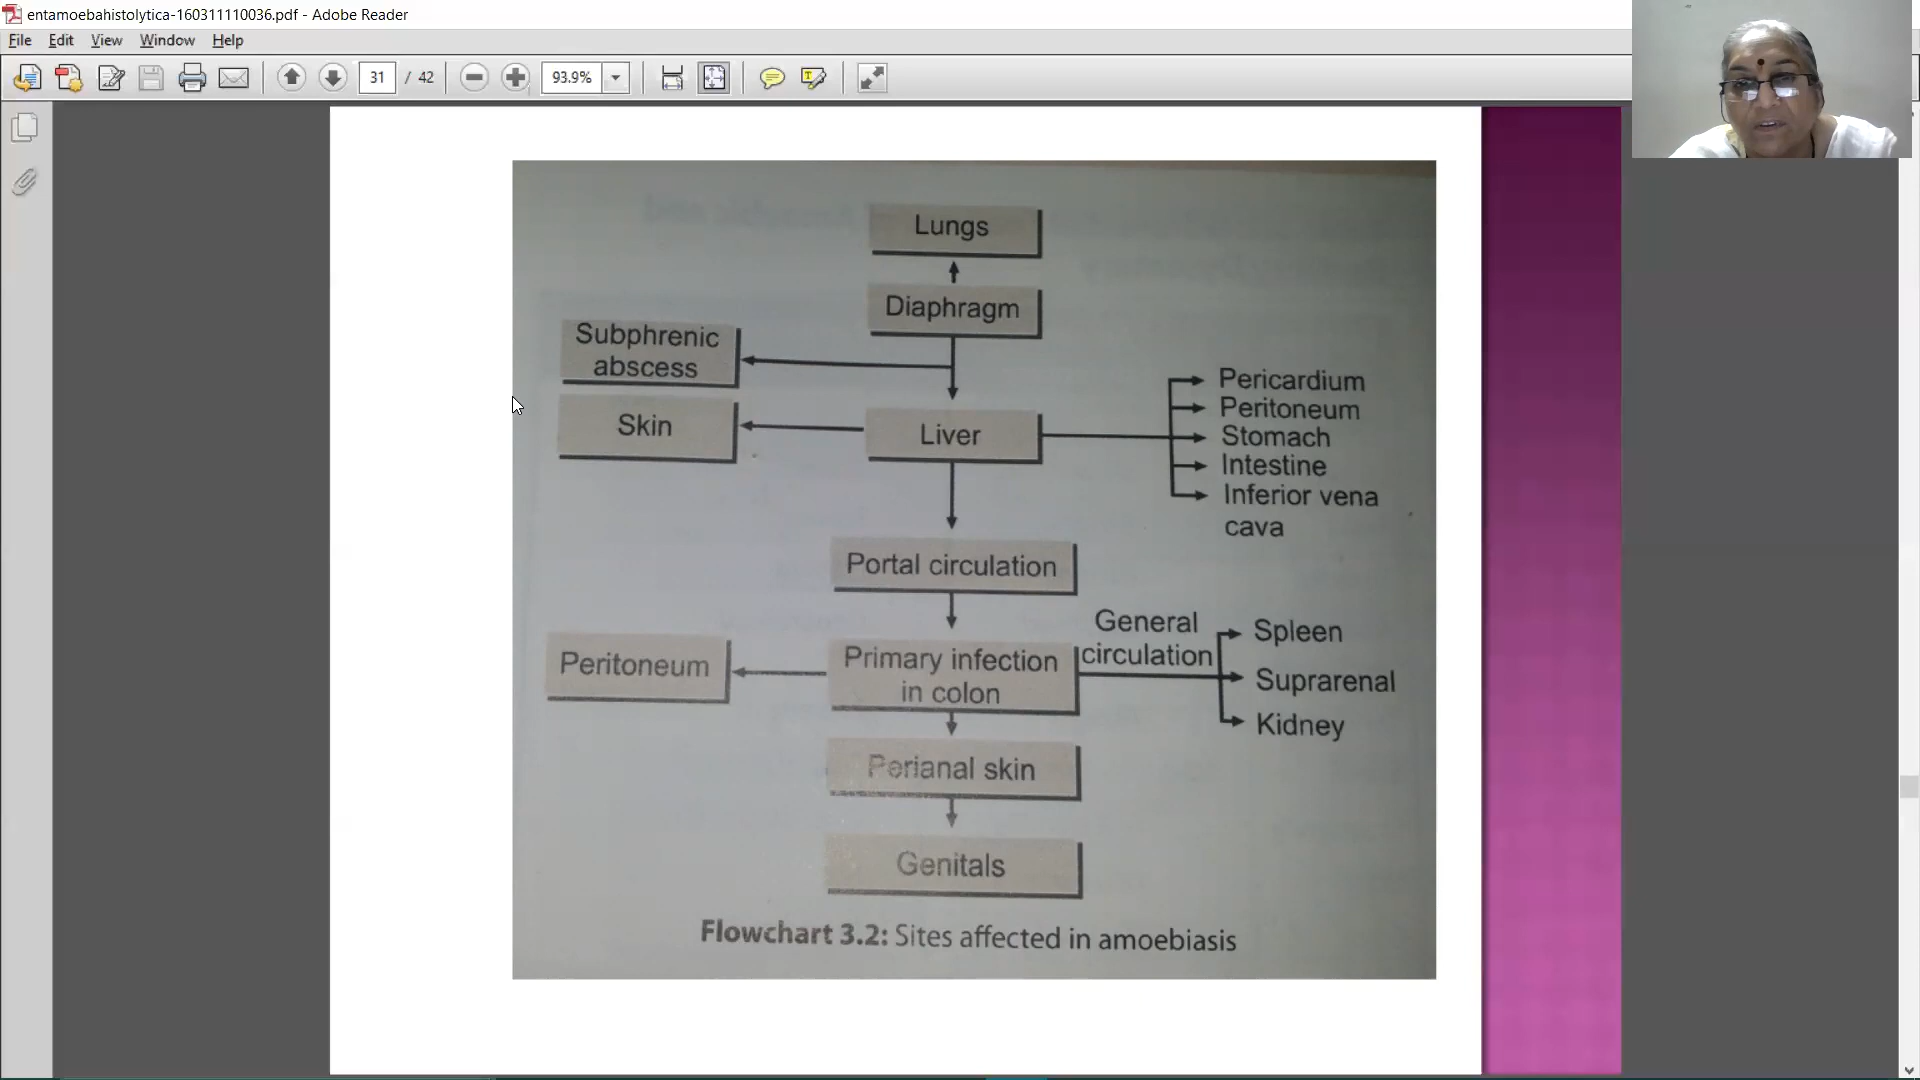 entamoebahistolytica-160311110036.pdf - Adobe Reader
File Edit View Window Help
31 / 42 93.9%
Lungs
Diaphragm
Subphrenic
abscess
Skin
Liver
Pericardium
Peritoneum
Stomach
Intestine
Inferior vena
cava
Portal circulation
Peritoneum
Primary infection
in colon
General
circulation
Spleen
Suprarenal
Kidney
Perianal skin
Genitals
Flowchart 3.2: Sites affected in amoebiasis